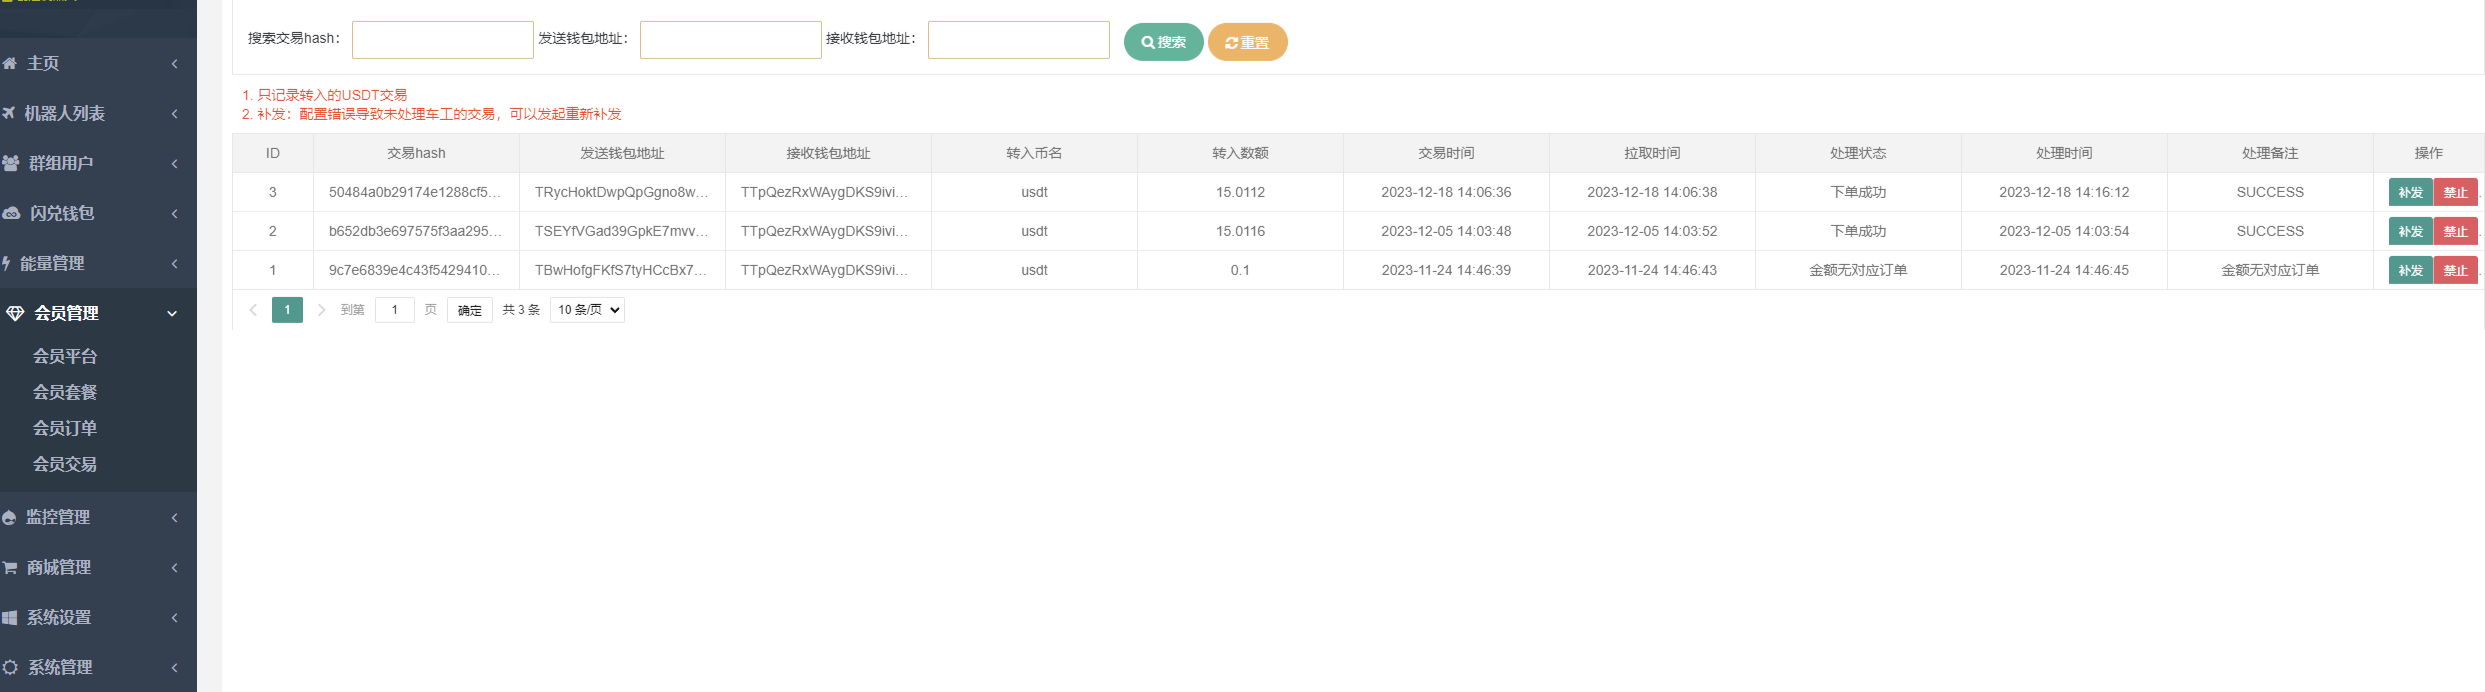 主页
机器人列表
群组用户
闪兑钱包
能量管理
会员管理
会员平台
会员套餐
会员订单
会员交易
监控管理
商城管理
系统设置
系统管理
搜索交易hash： 发送钱包地址： 接收钱包地址： 搜索 重置
1. 只记录转入的USDT交易
2. 补发：配置错误导致未处理车工的交易，可以发起重新补发
ID 交易hash 发送钱包地址 接收钱包地址 转入币名 转入数额 交易时间 拉取时间 处理状态 处理时间 处理备注 操作
3 50484a0b29174e1288cf5... TRycHoktDwpQpGgno8w... TTpQezRxWAygDKS9ivi... usdt 15.0112 2023-12-18 14:06:36 2023-12-18 14:06:38 下单成功 2023-12-18 14:16:12 SUCCESS 补发 禁止
2 b652db3e697575f3aa295... TSEYfVGad39GpkE7mvv... TTpQezRxWAygDKS9ivi... usdt 15.0116 2023-12-05 14:03:48 2023-12-05 14:03:52 下单成功 2023-12-05 14:03:54 SUCCESS 补发 禁止
1 9c7e6839e4c43f5429410... TBwHofgFKfS7tyHCcBx7... TTpQezRxWAygDKS9ivi... usdt 0.1 2023-11-24 14:46:39 2023-11-24 14:46:43 金额无对应订单 2023-11-24 14:46:45 金额无对应订单 补发 禁止
1 到第 1 页 确定 共 3 条 10 条/页